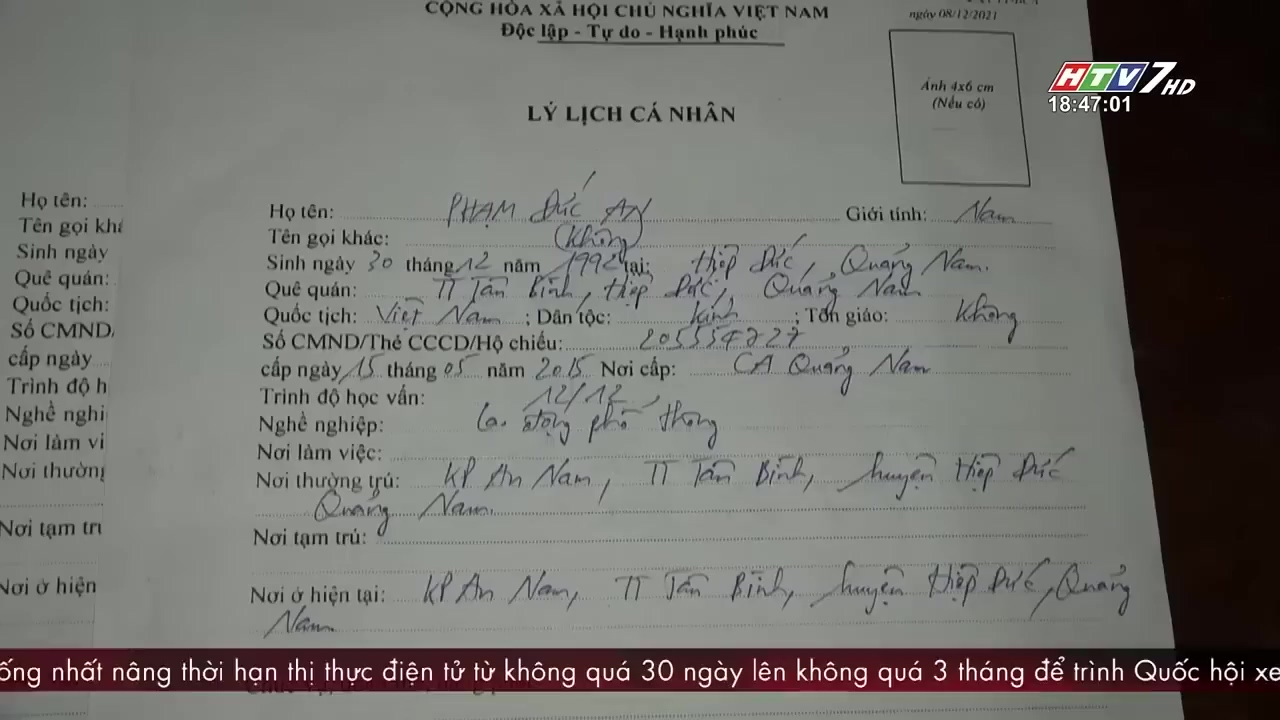 CỘNG HÒA XÃ HỘI CHỦ NGHĨA VIỆT NAM
Độc lập - Tự do - Hạnh phúc
ngày 08/12/2021
HTV7 HD
18:47:01
Ảnh 4x6 cm
(Nếu có)
LÝ LỊCH CÁ NHÂN
Họ tên:
Tên gọi
Sinh ngày
Quê quán:
Quốc tịch:
Số CMND/
cấp ngày
Trình độ h
Nghề nghi
Nơi làm vi
Nơi thường
Nơi tạm trú
Nơi ở hiện
Họ tên: PHẠM ĐỨC AN Giới tính: Nam
Tên gọi khác: (Không)
Sinh ngày 30 tháng 12 năm 1992 tại: Hiệp Đức, Quảng Nam.
Quê quán: TT Tân Bình, Hiệp Đức, Quảng Nam
Quốc tịch: Việt Nam ; Dân tộc: kinh ; Tôn giáo: Không
Số CMND/Thẻ CCCD/Hộ chiếu:
cấp ngày 15 tháng 05 năm 2015 Nơi cấp: CA Quảng Nam
Trình độ học vấn: 12/12
Nghề nghiệp: Lao động phổ thông
Nơi làm việc:
Nơi thường trú: KP An Nam, TT Tân Bình, huyện Hiệp Đức
Quảng Nam.
Nơi tạm trú:
Nơi ở hiện tại: KP An Nam, TT Tân Bình, huyện Hiệp Đức, Quảng
Nam
ống nhất nâng thời hạn thị thực điện tử từ không quá 30 ngày lên không quá 3 tháng để trình Quốc hội xe